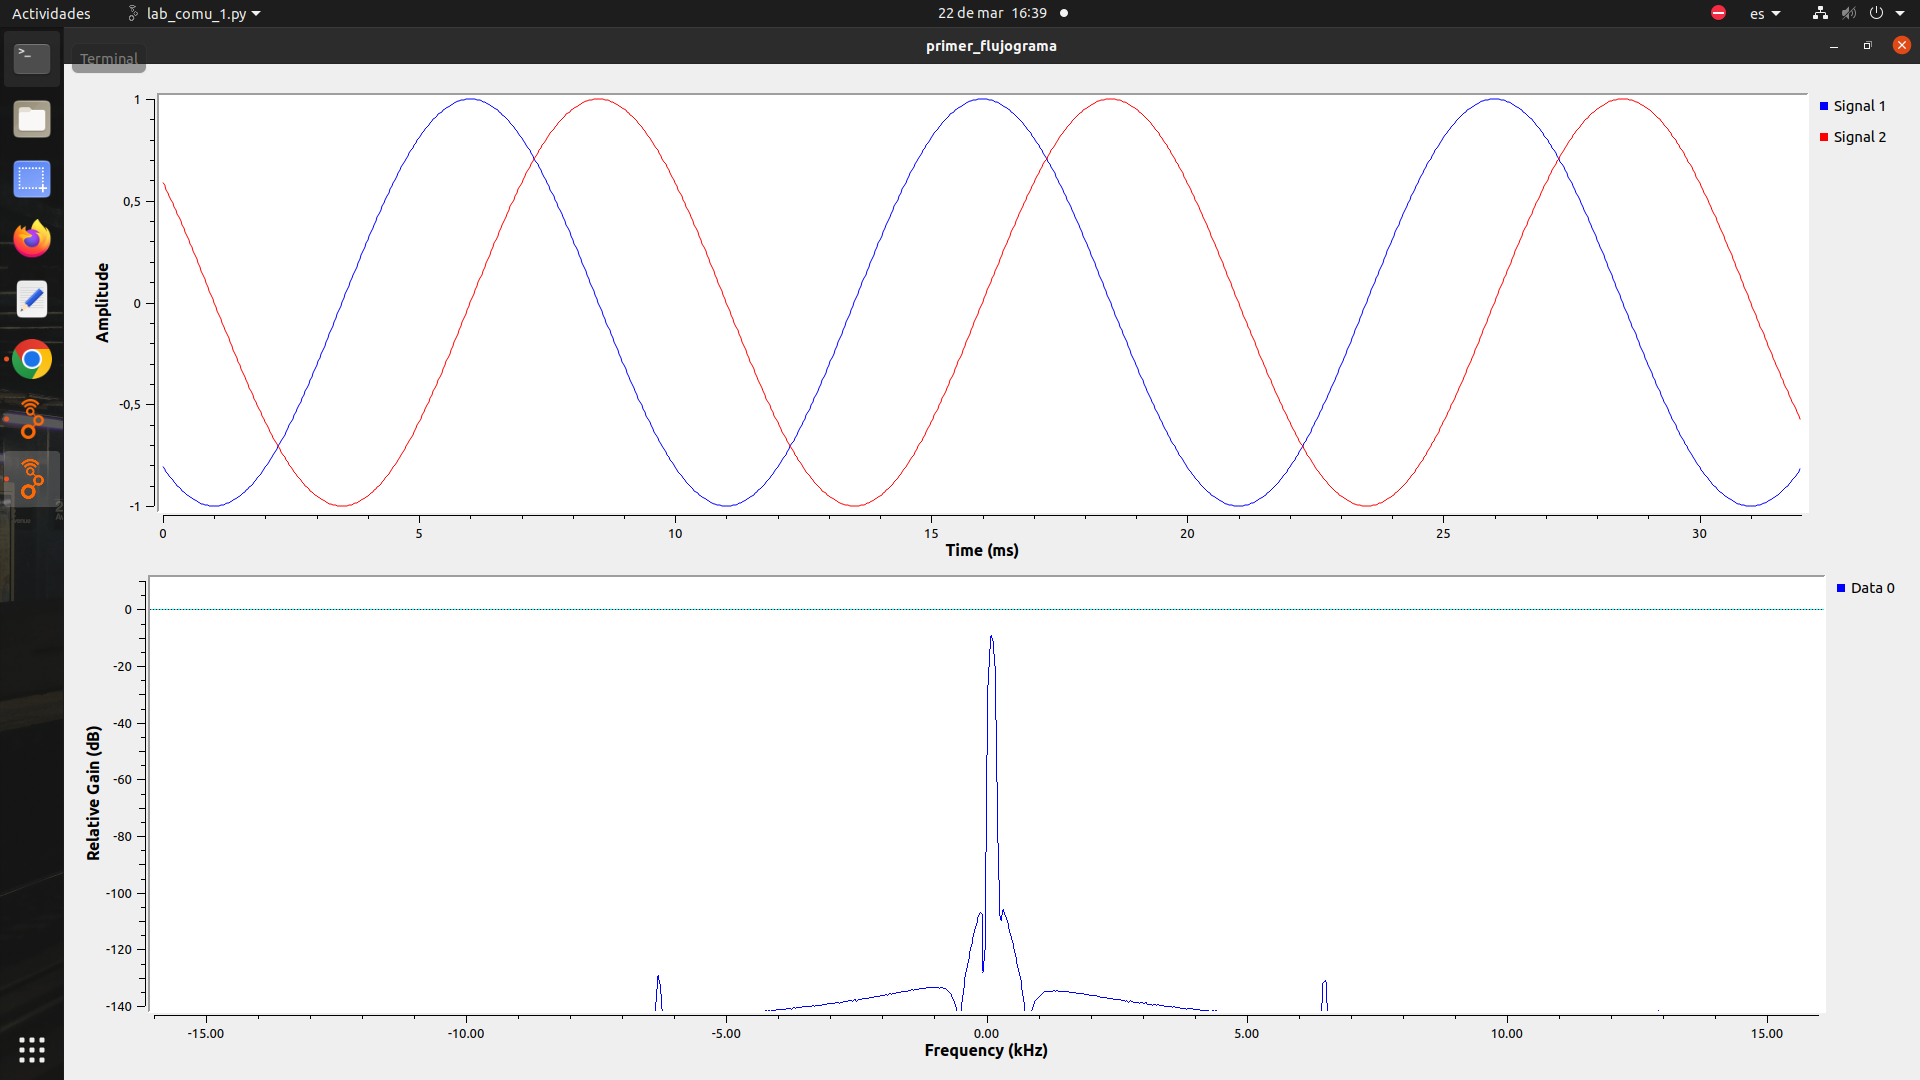 Actividades lab_comu_1.py 22 de mar 16:39 es
primer_flujograma
Terminal
Signal 1
Signal 2
Amplitude
1
0,5
0
-0,5
-1
0 5 10 15 20 25 30
Time (ms)
Data 0
Relative Gain (dB)
0
-20
-40
-60
-80
-100
-120
-140
-15.00 -10.00 -5.00 0.00 5.00 10.00 15.00
Frequency (kHz)